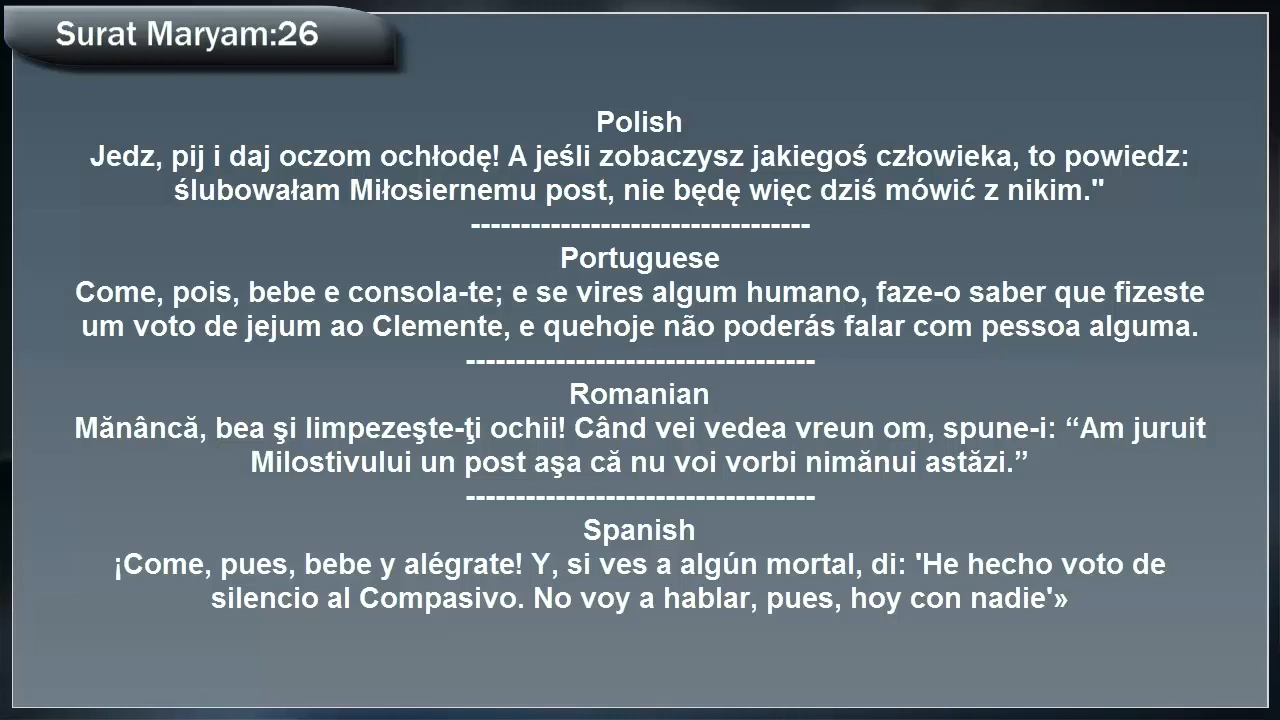 Surat Maryam:26
Polish
Jedz, pij i daj oczom ochłodę! A jeśli zobaczysz jakiegoś człowieka, to powiedz:
ślubowałam Miłosiernemu post, nie będę więc dziś mówić z nikim."
----------------------------------
Portuguese
Come, pois, bebe e consola-te; e se vires algum humano, faze-o saber que fizeste
um voto de jejum ao Clemente, e quehoje não poderás falar com pessoa alguma.
-----------------------------------
Romanian
Mănâncă, bea şi limpezeşte-ţi ochii! Când vei vedea vreun om, spune-i: “Am juruit
Milostivului un post aşa că nu voi vorbi nimănui astăzi.”
-----------------------------------
Spanish
¡Come, pues, bebe y alégrate! Y, si ves a algún mortal, di: 'He hecho voto de
silencio al Compasivo. No voy a hablar, pues, hoy con nadie'»